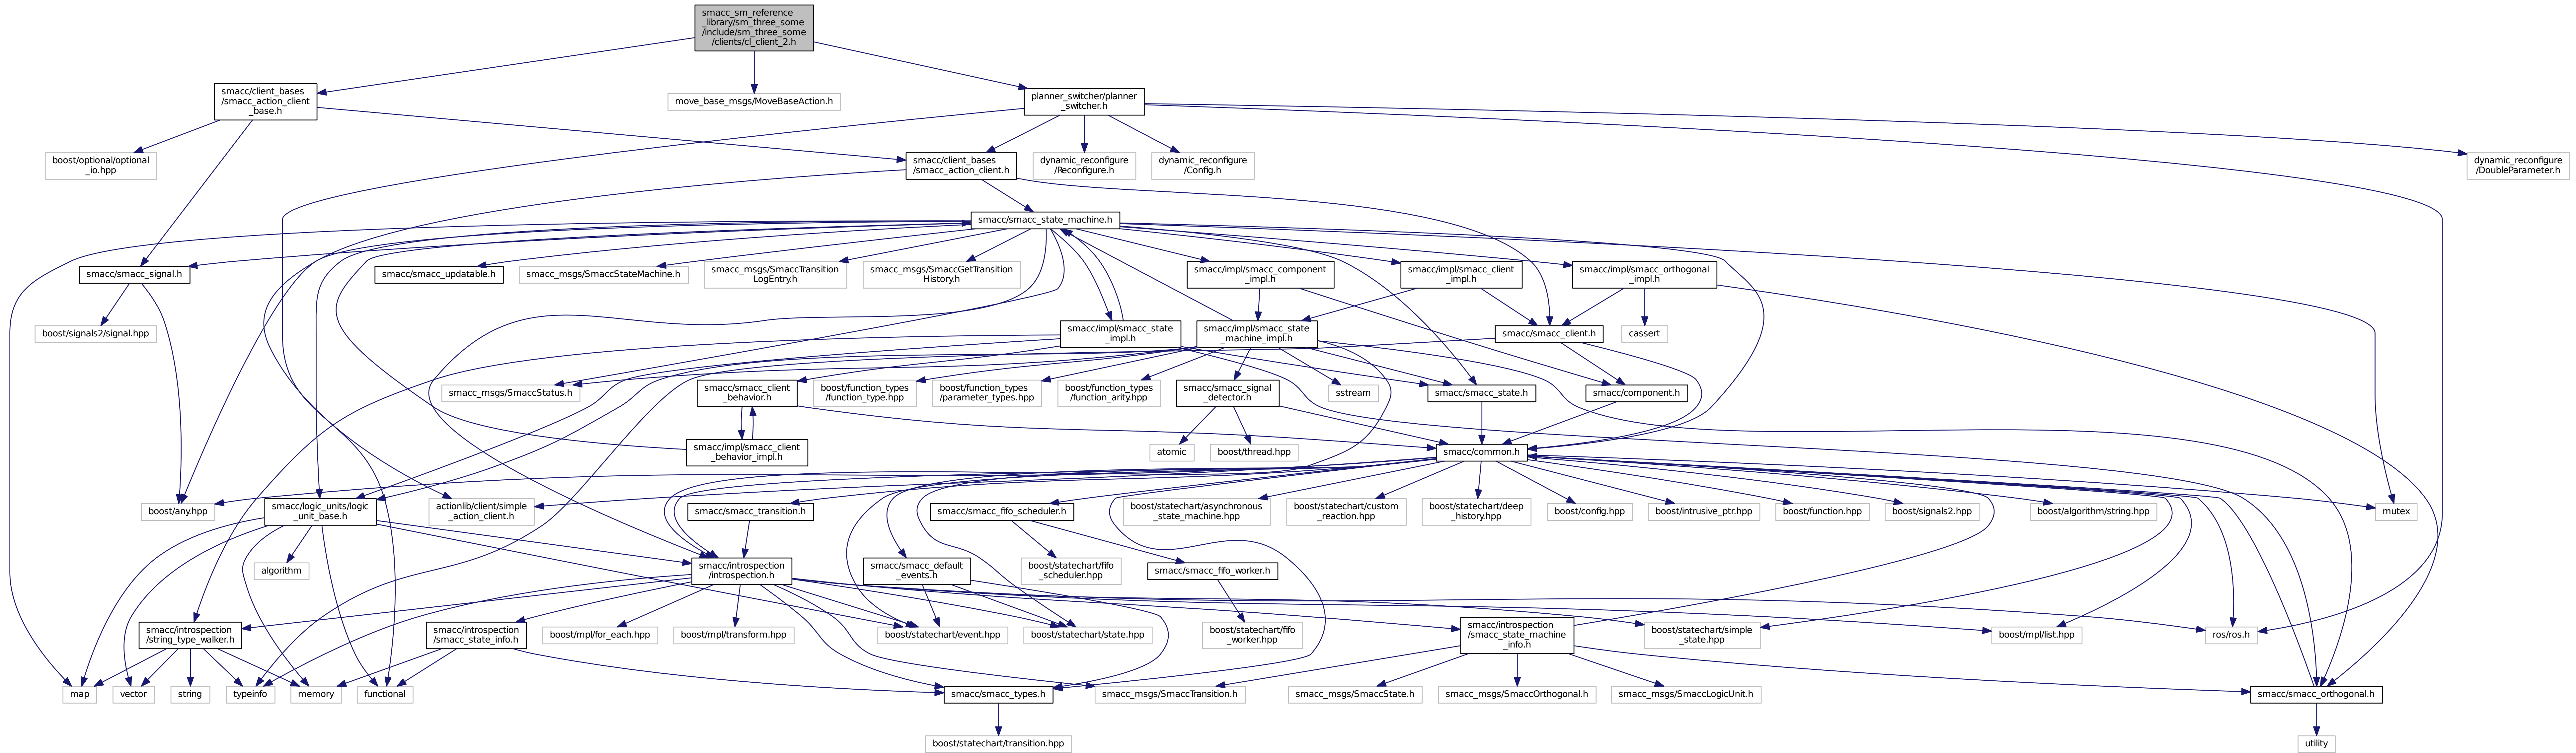 smacc_sm_reference
_library/sm_three_some
/include/sm_three_some
/clients/cl_client_2.h
smacc/client_bases
/smacc_action_client
_base.h
move_base_msgs/MoveBaseAction.h
planner_switcher/planner
_switcher.h
boost/optional/optional
_io.hpp
smacc/client_bases
/smacc_action_client.h
dynamic_reconfigure
/Reconfigure.h
dynamic_reconfigure
/Config.h
dynamic_reconfigure
/DoubleParameter.h
smacc/smacc_state_machine.h
smacc/smacc_signal.h
smacc/smacc_updatable.h
smacc_msgs/SmaccStateMachine.h
smacc_msgs/SmaccTransition
LogEntry.h
smacc_msgs/SmaccGetTransition
History.h
smacc/impl/smacc_component
_impl.h
smacc/impl/smacc_client
_impl.h
smacc/impl/smacc_orthogonal
_impl.h
boost/signals2/signal.hpp
smacc/impl/smacc_state
_impl.h
smacc/impl/smacc_state
_machine_impl.h
smacc/smacc_client.h
cassert
smacc_msgs/SmaccStatus.h
smacc/smacc_client
_behavior.h
boost/function_types
/function_type.hpp
boost/function_types
/parameter_types.hpp
boost/function_types
/function_arity.hpp
smacc/smacc_signal
_detector.h
sstream
smacc/smacc_state.h
smacc/component.h
smacc/impl/smacc_client
_behavior_impl.h
atomic
boost/thread.hpp
smacc/common.h
boost/any.hpp
smacc/logic_units/logic
_unit_base.h
actionlib/client/simple
_action_client.h
smacc/smacc_transition.h
smacc/smacc_fifo_scheduler.h
boost/statechart/asynchronous
_state_machine.hpp
boost/statechart/custom
_reaction.hpp
boost/statechart/deep
_history.hpp
boost/config.hpp
boost/intrusive_ptr.hpp
boost/function.hpp
boost/signals2.hpp
boost/algorithm/string.hpp
mutex
algorithm
smacc/introspection
/introspection.h
smacc/smacc_default
_events.h
boost/statechart/fifo
_scheduler.hpp
smacc/smacc_fifo_worker.h
smacc/introspection
/string_type_walker.h
smacc/introspection
/smacc_state_info.h
boost/mpl/for_each.hpp
boost/mpl/transform.hpp
boost/statechart/event.hpp
boost/statechart/state.hpp
boost/statechart/fifo
_worker.hpp
smacc/introspection
/smacc_state_machine
_info.h
boost/statechart/simple
_state.hpp
boost/mpl/list.hpp
ros/ros.h
map
vector
string
typeinfo
memory
functional
smacc/smacc_types.h
smacc_msgs/SmaccTransition.h
smacc_msgs/SmaccState.h
smacc_msgs/SmaccOrthogonal.h
smacc_msgs/SmaccLogicUnit.h
smacc/smacc_orthogonal.h
boost/statechart/transition.hpp
utility